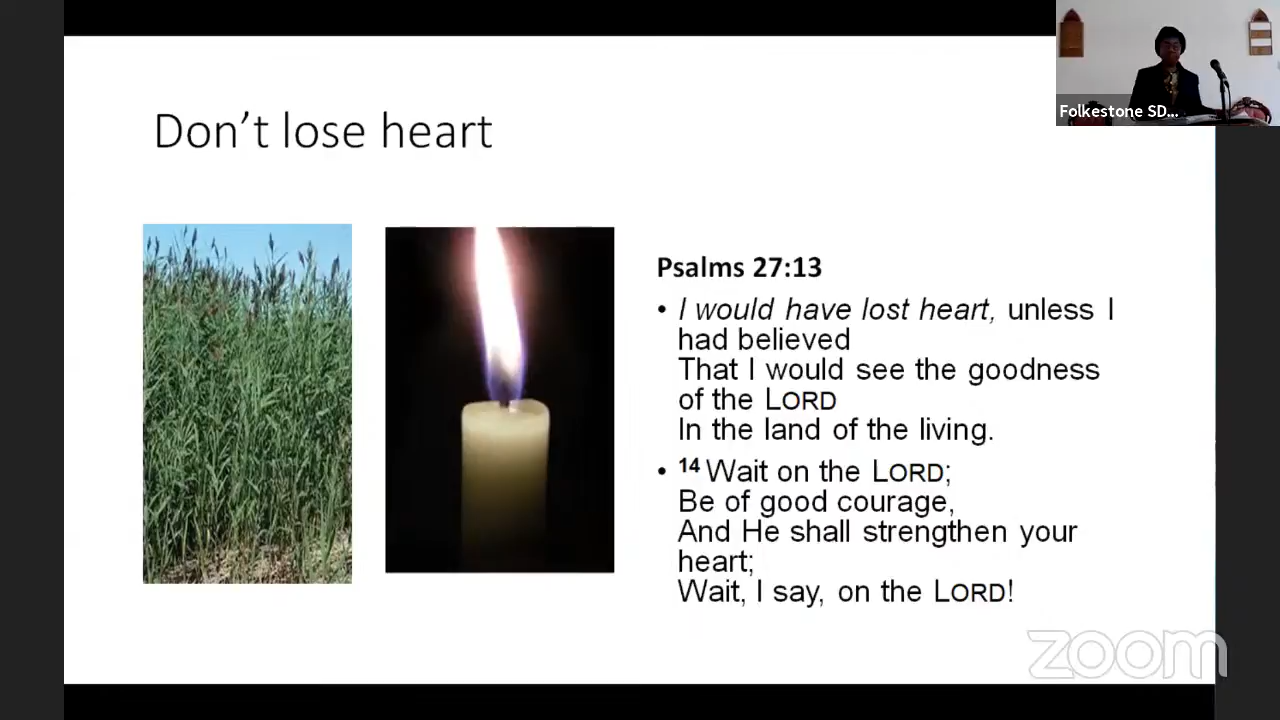 Don’t lose heart
Folkestone SD...
Psalms 27:13
• I would have lost heart, unless I
had believed
That I would see the goodness
of the LORD
In the land of the living.
• 14 Wait on the LORD;
Be of good courage,
And He shall strengthen your
heart;
Wait, I say, on the LORD!
zoom